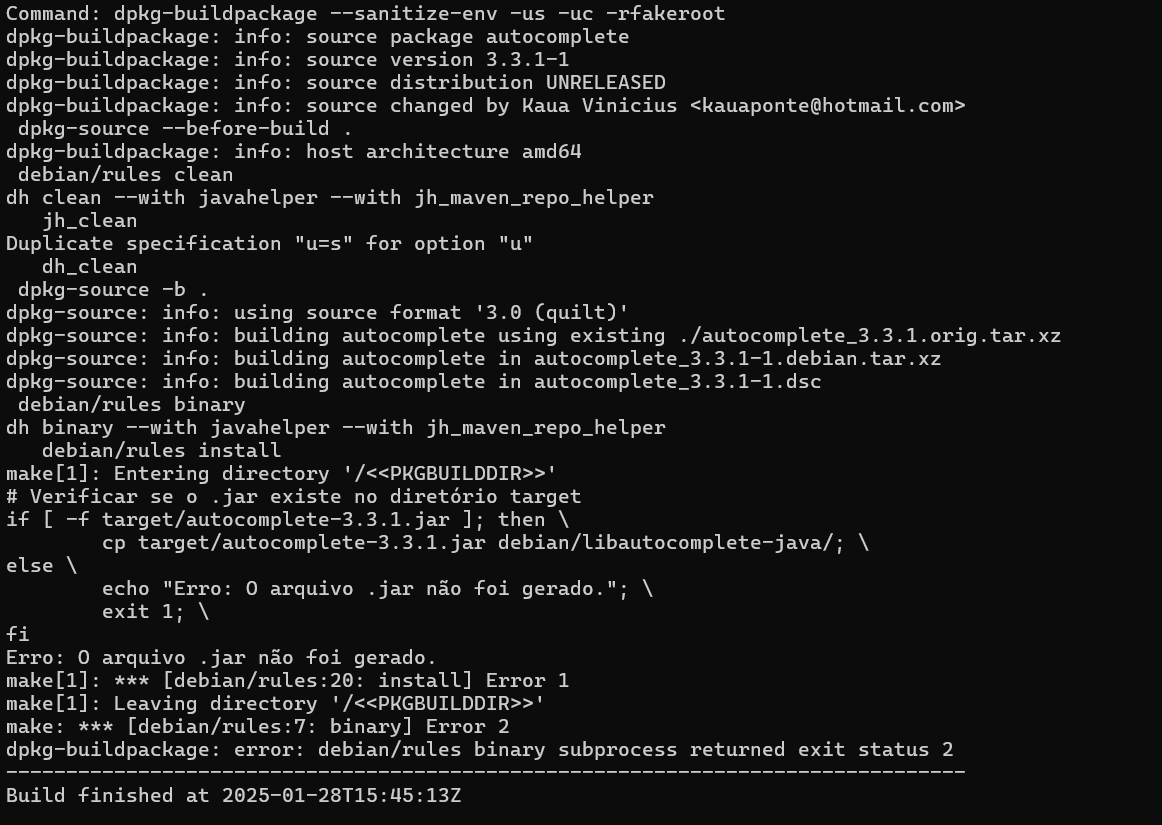 Command: dpkg-buildpackage --sanitize-env -us -uc -rfakeroot
dpkg-buildpackage: info: source package autocomplete
dpkg-buildpackage: info: source version 3.3.1-1
dpkg-buildpackage: info: source distribution UNRELEASED
dpkg-buildpackage: info: source changed by Kaua Vinicius <kauaponte@hotmail.com>
 dpkg-source --before-build .
dpkg-buildpackage: info: host architecture amd64
 debian/rules clean
dh clean --with javahelper --with jh_maven_repo_helper
   jh_clean
Duplicate specification "u=s" for option "u"
   dh_clean
 dpkg-source -b .
dpkg-source: info: using source format '3.0 (quilt)'
dpkg-source: info: building autocomplete using existing ./autocomplete_3.3.1.orig.tar.xz
dpkg-source: info: building autocomplete in autocomplete_3.3.1-1.debian.tar.xz
dpkg-source: info: building autocomplete in autocomplete_3.3.1-1.dsc
 debian/rules binary
dh binary --with javahelper --with jh_maven_repo_helper
   debian/rules install
make[1]: Entering directory '/<<PKGBUILDDIR>>'
# Verificar se o .jar existe no diretório target
if [ -f target/autocomplete-3.3.1.jar ]; then \
        cp target/autocomplete-3.3.1.jar debian/libautocomplete-java/; \
else \
        echo "Erro: O arquivo .jar não foi gerado."; \
        exit 1; \
fi
Erro: O arquivo .jar não foi gerado.
make[1]: *** [debian/rules:20: install] Error 1
make[1]: Leaving directory '/<<PKGBUILDDIR>>'
make: *** [debian/rules:7: binary] Error 2
dpkg-buildpackage: error: debian/rules binary subprocess returned exit status 2
--------------------------------------------------------------------------------
Build finished at 2025-01-28T15:45:13Z